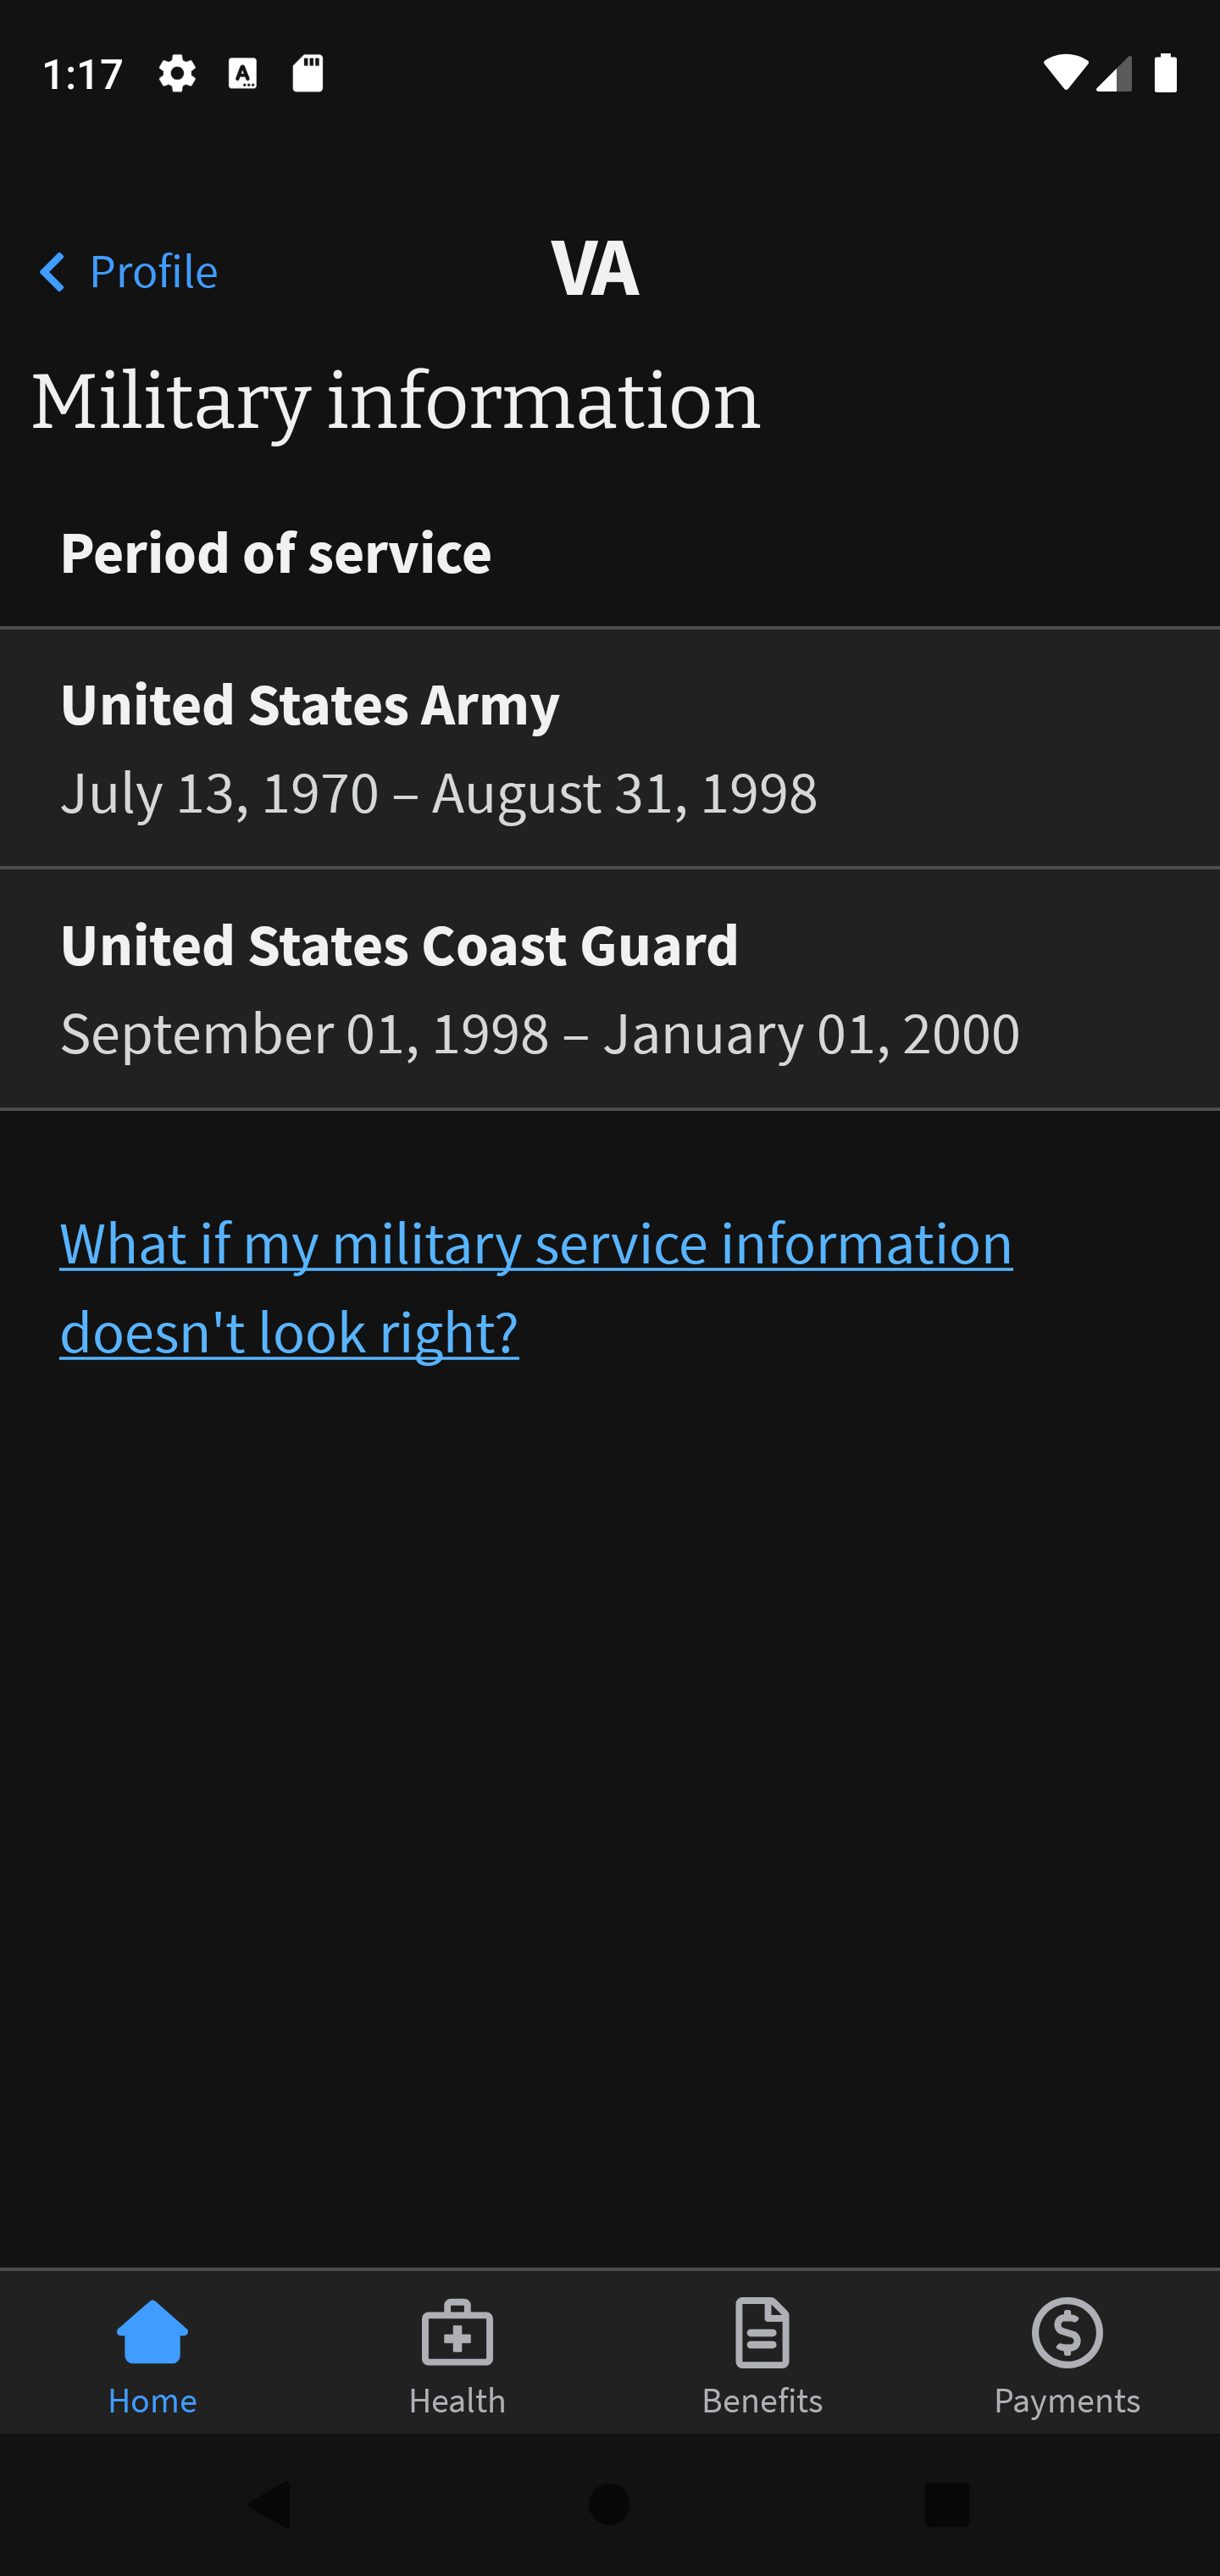 1:17
Profile
VA
Military information
Period of service
United States Army
July 13, 1970 – August 31, 1998
United States Coast Guard
September 01, 1998 – January 01, 2000
What if my military service information
doesn't look right?
Home
Health
Benefits
Payments